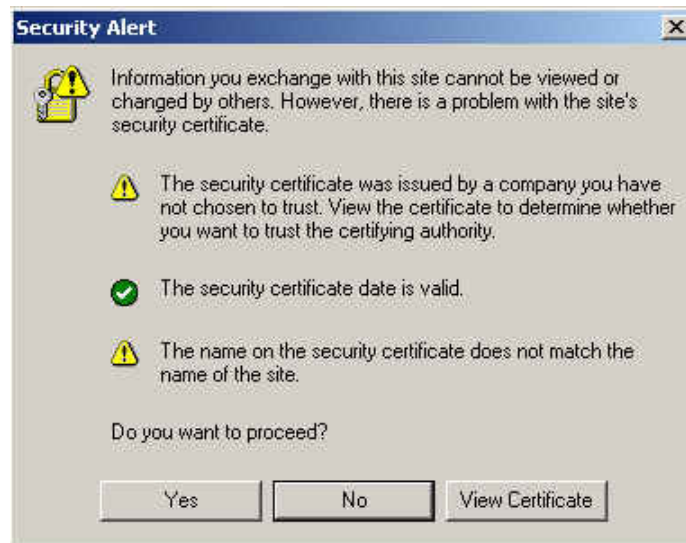 Security Alert
Information you exchange with this site cannot be viewed or
changed by others. However, there is a problem with the site's
security certificate.
The security certificate was issued by a company you have
not chosen to trust. View the certificate to determine whether
you want to trust the certifying authority.
The security certificate date is valid.
The name on the security certificate does not match the
name of the site.
Do you want to proceed?
Yes
No
View Certificate